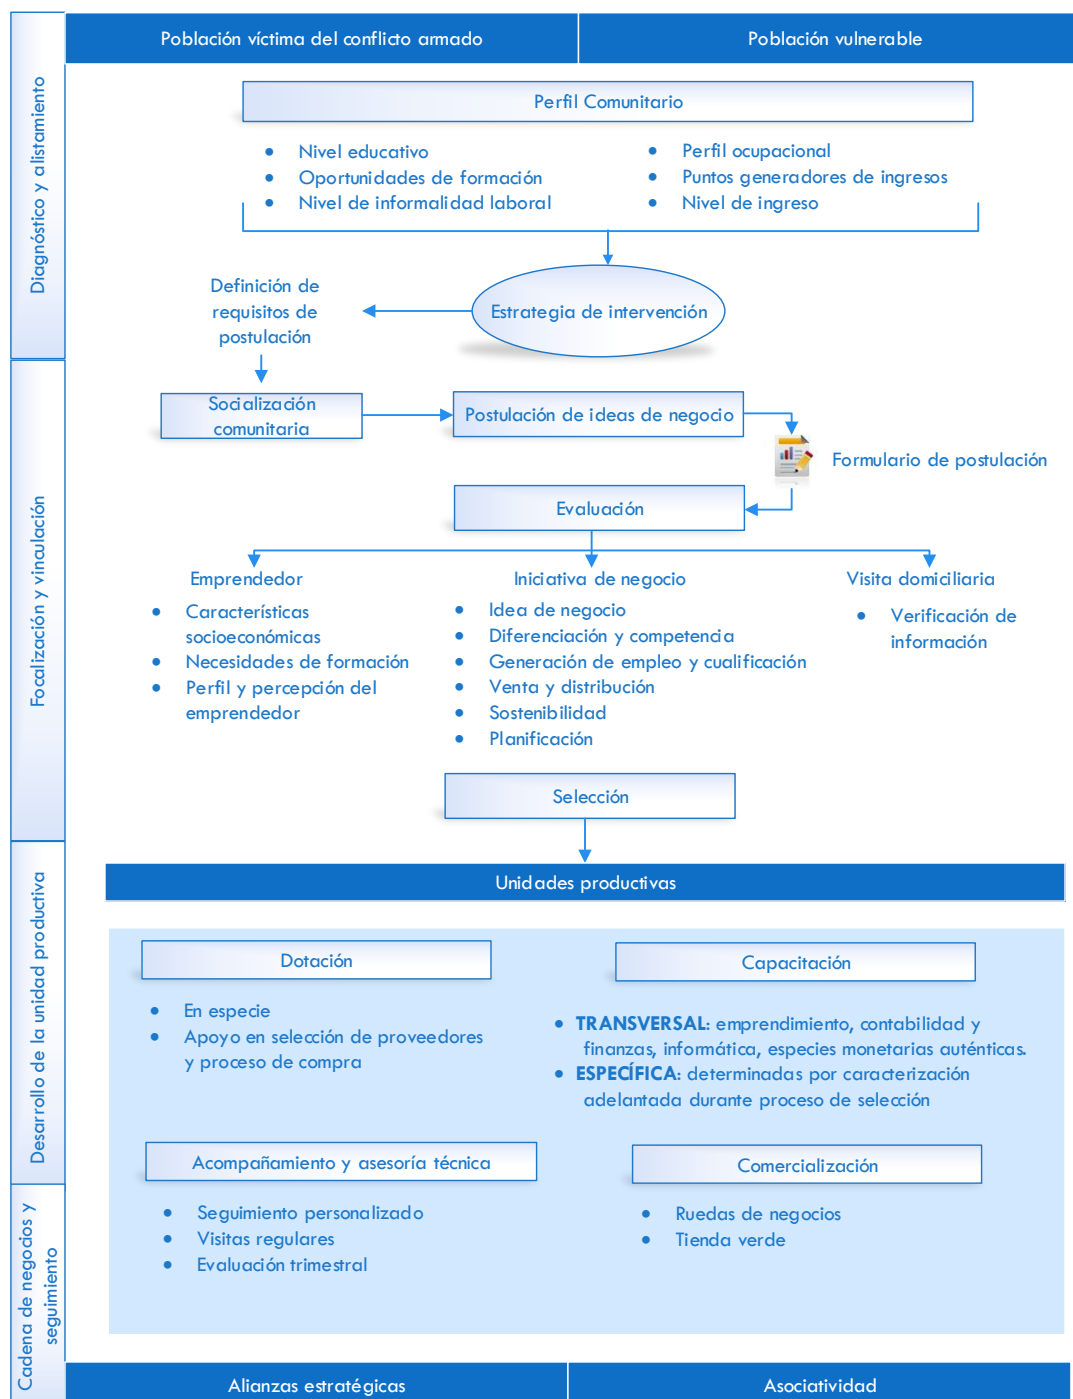 Población víctima del conflicto armado
Población vulnerable
Diagnóstico y alistamiento
Perfil Comunitario
• Nivel educativo
• Oportunidades de formación
• Nivel de informalidad laboral
• Perfil ocupacional
• Puntos generadores de ingresos
• Nivel de ingreso
Estrategia de intervención
Definición de
requisitos de
postulación
Focalización y vinculación
Socialización
comunitaria
Postulación de ideas de negocio
Formulario de postulación
Evaluación
Emprendedor
• Características
socioeconómicas
• Necesidades de formación
• Perfil y percepción del
emprendedor
Iniciativa de negocio
• Idea de negocio
• Diferenciación y competencia
• Generación de empleo y cualificación
• Venta y distribución
• Sostenibilidad
• Planificación
Visita domiciliaria
• Verificación de
información
Selección
Desarrollo de la unidad productiva
Unidades productivas
Dotación
• En especie
• Apoyo en selección de proveedores
y proceso de compra
Capacitación
• TRANSVERSAL: emprendimiento, contabilidad y
finanzas, informática, especies monetarias auténticas.
• ESPECÍFICA: determinadas por caracterización
adelantada durante proceso de selección
Acompañamiento y asesoría técnica
• Seguimiento personalizado
• Visitas regulares
• Evaluación trimestral
Comercialización
• Ruedas de negocios
• Tienda verde
Cadena de negocios y
seguimiento
Alianzas estratégicas
Asociatividad